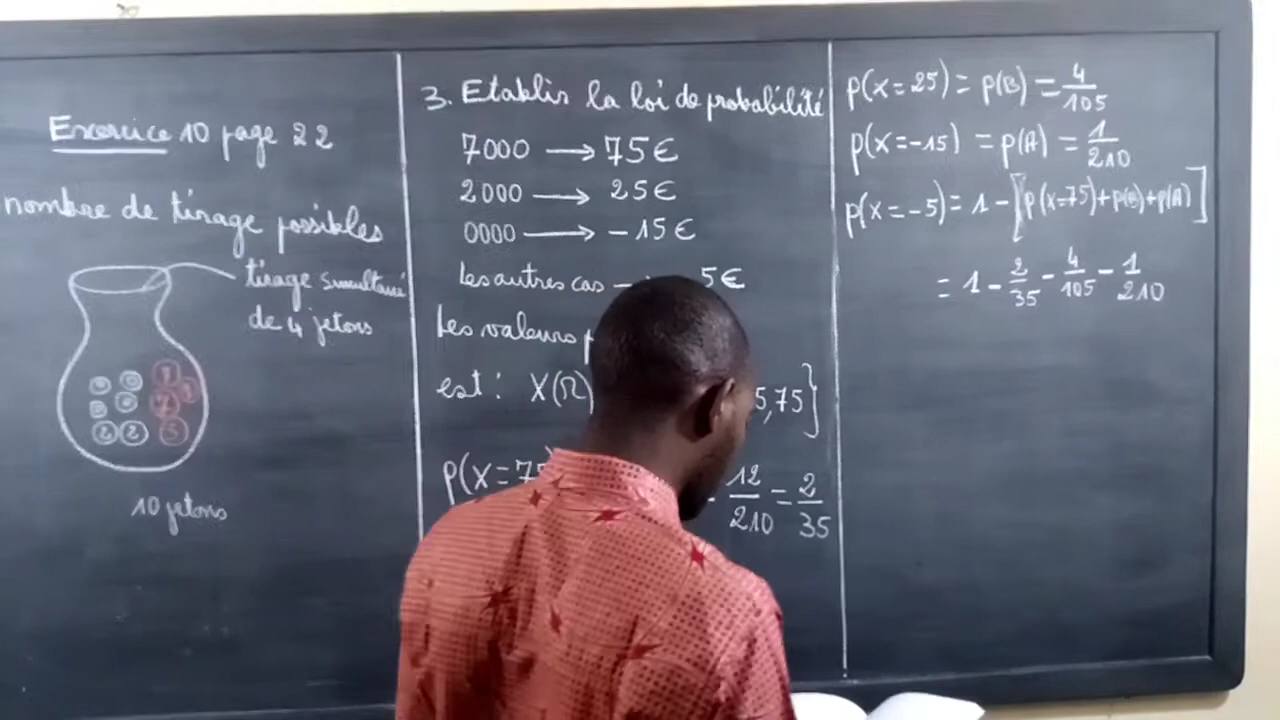 Exercice 10 page 22
nombre de tirage possibles
tirage simultané
de 4 jetons
10 jetons
3. Etablir la loi de probabilité
7000 → 75€
2000 → 25€
0000 → -15€
les autres cas 5€
Les valeurs
est : X(Ω) 5,75}
p(X=75 12/210 = 2/35
p(X=25) = p(B) = 4/105
p(X=-15) = p(A) = 1/210
p(X=-5) = 1 - [p(X=75)+p(B)+p(A)]
= 1 - 2/35 - 4/105 - 1/210